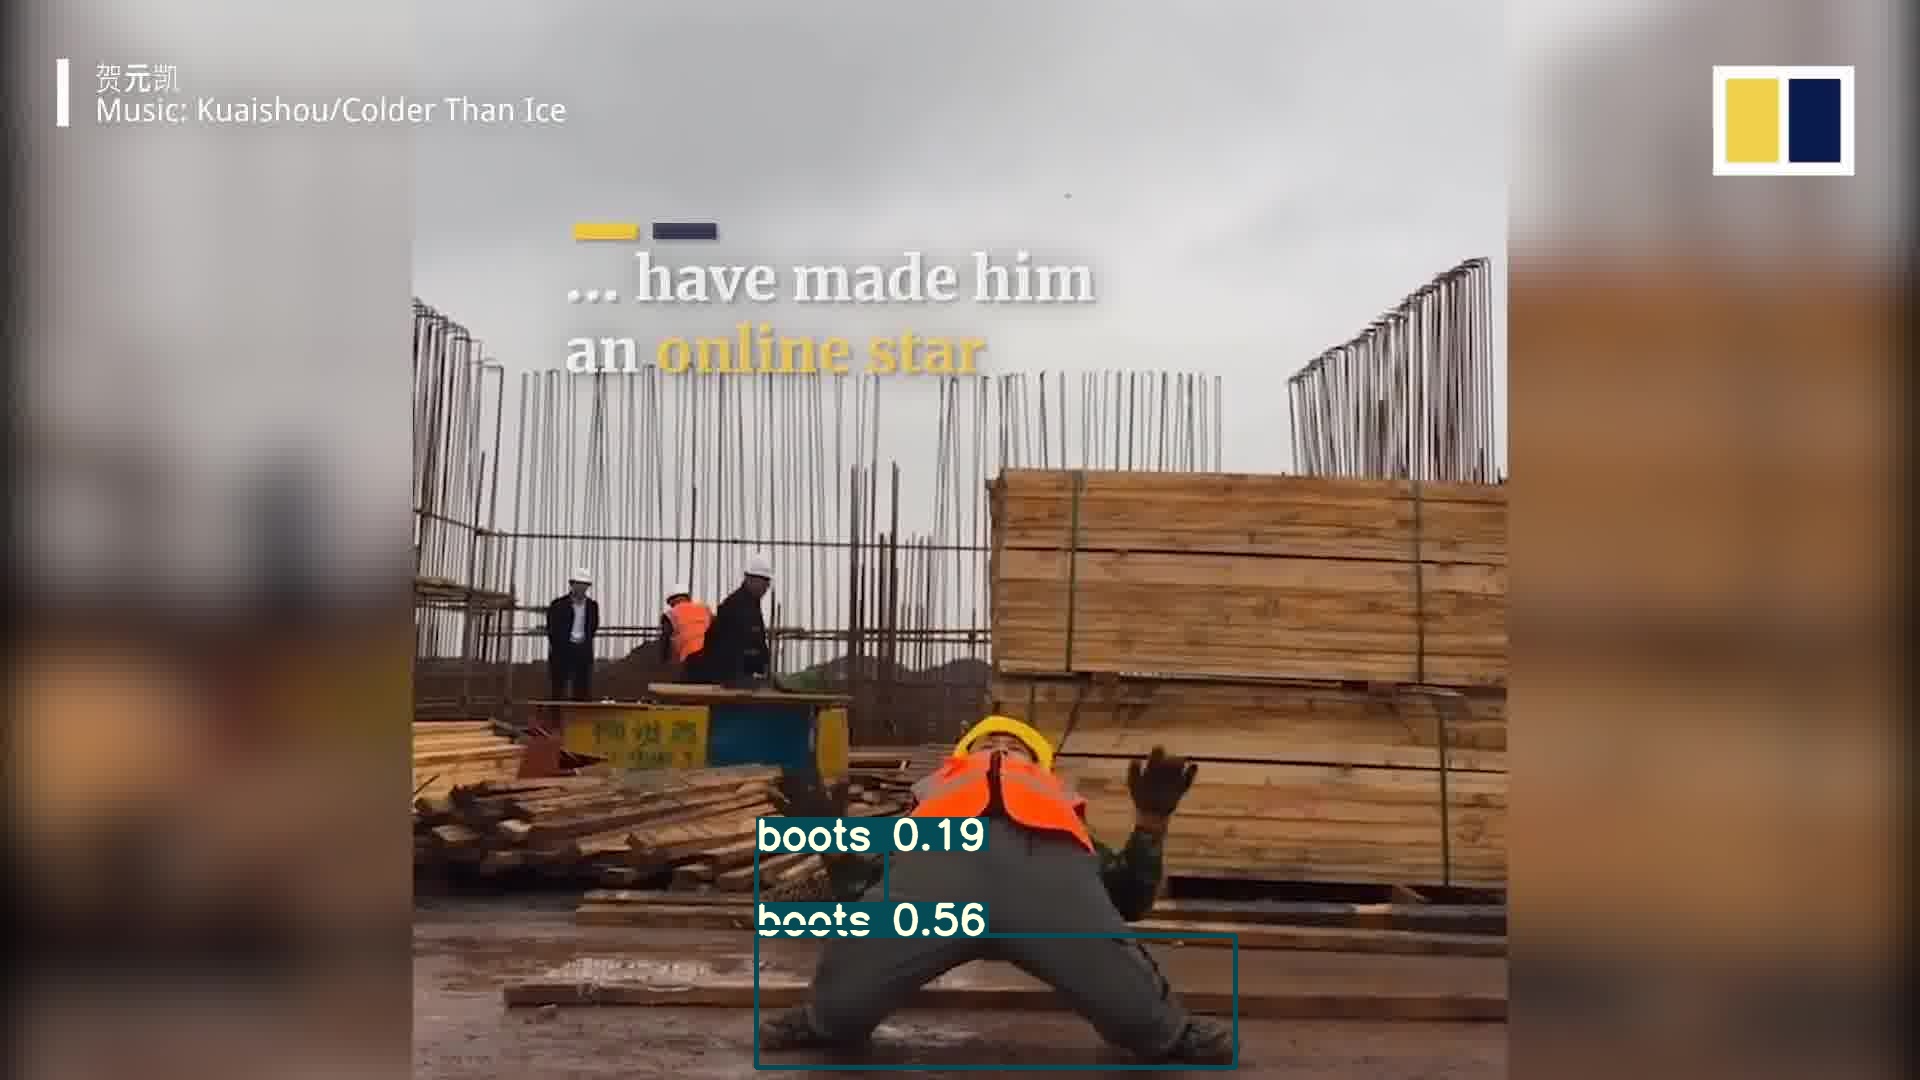 贺元凯
Music: Kuaishou/Colder Than Ice
... have made him
an online star
boots 0.19
boots 0.56